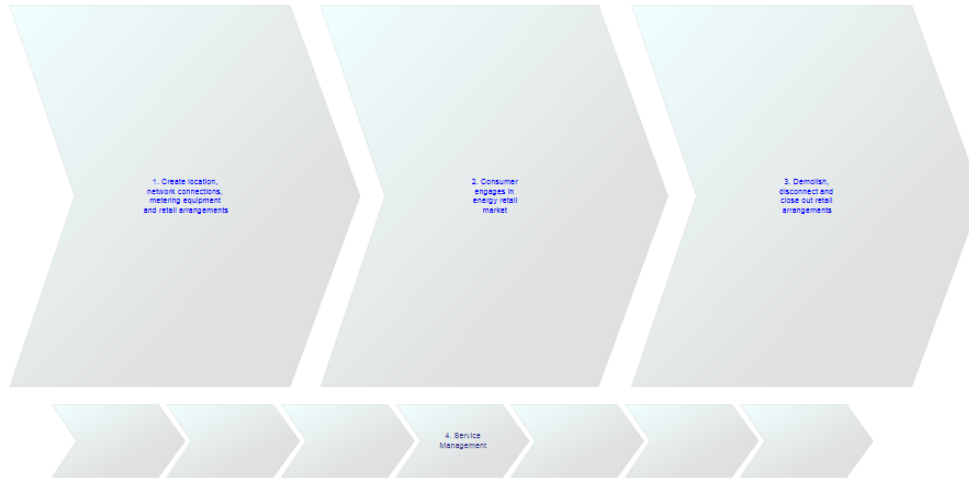 1. Create location,
network connections,
metering equipment
and retail arrangements
2. Consumer
engages in
energy retail
market
3. Demolish,
disconnect and
close out retail
arrangements
4. Service
Management